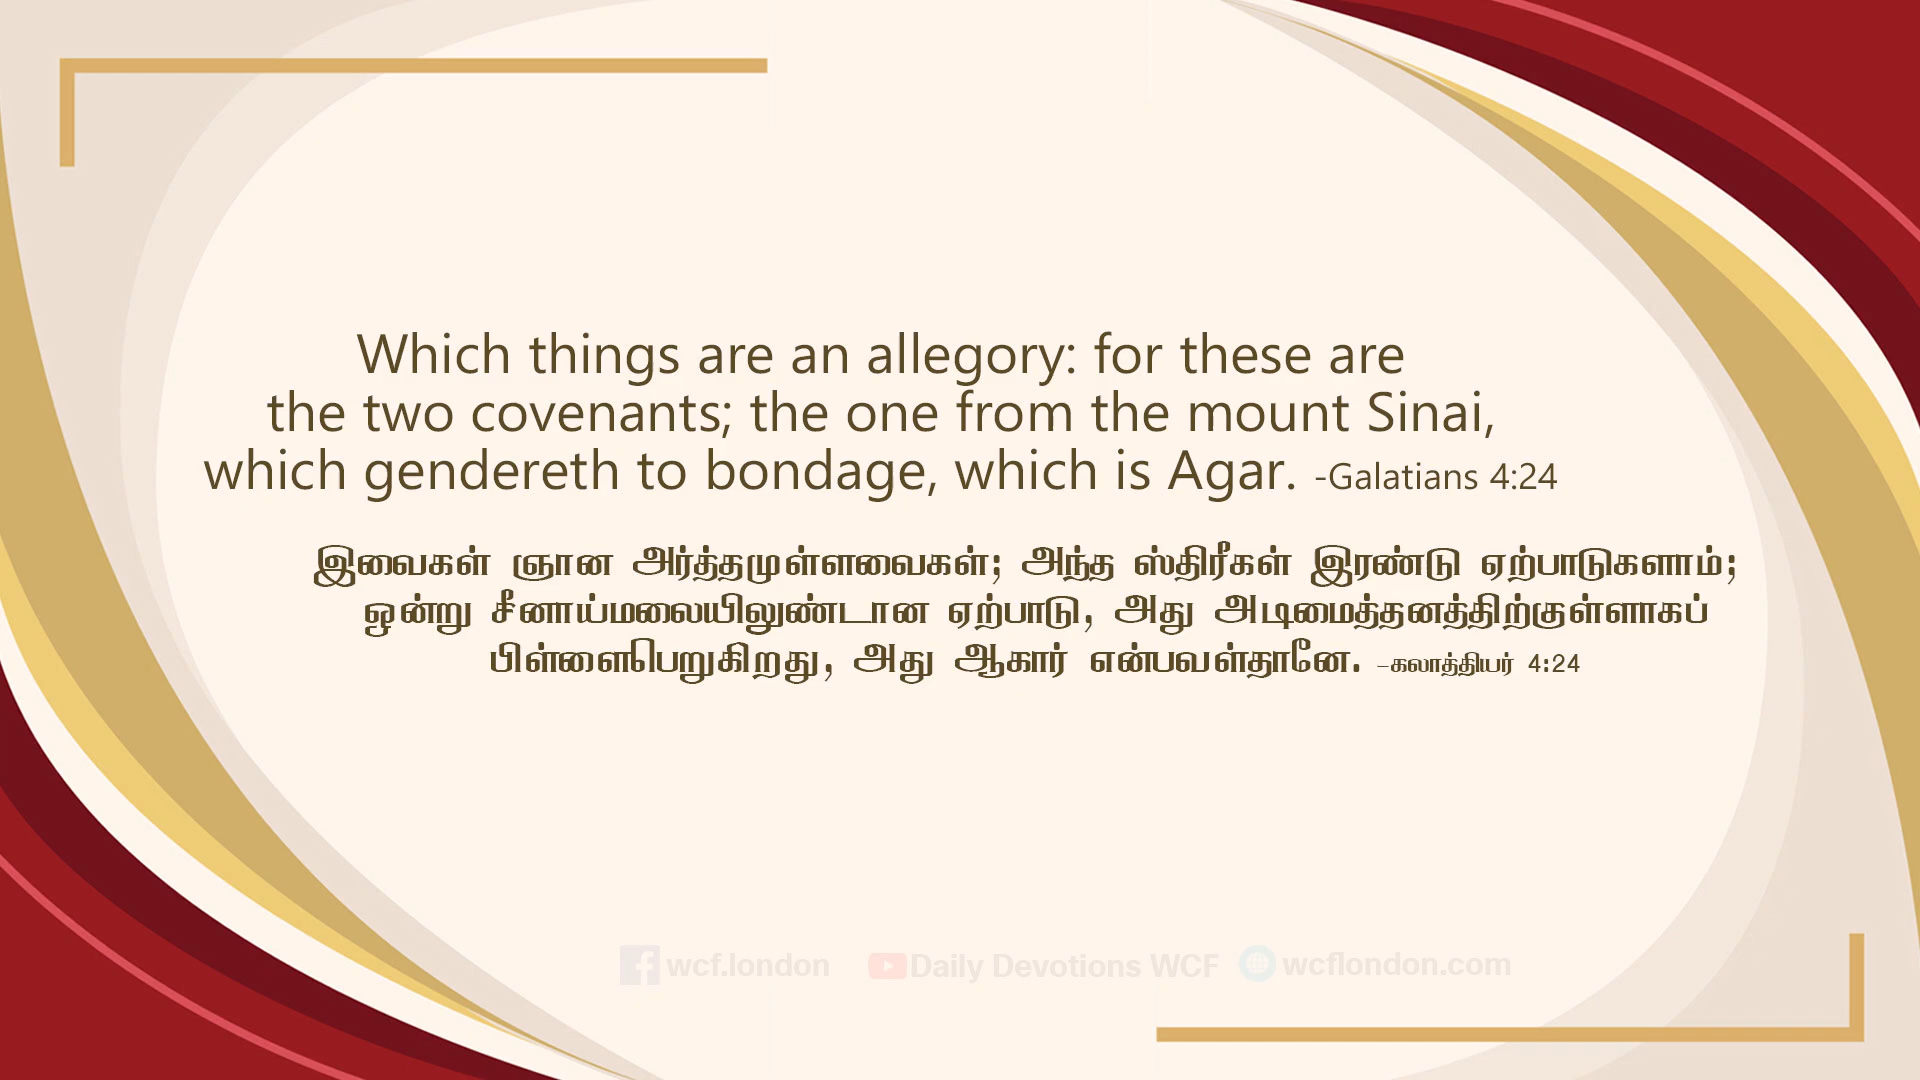 Which things are an allegory: for these are
the two covenants; the one from the mount Sinai,
which gendereth to bondage, which is Agar. -Galatians 4:24
இவைகள் ஞான அர்த்தமுள்ளவைகள்; அந்த ஸ்திரீகள் இரண்டு ஏற்பாடுகளாம்;
ஒன்று சீனாய்மலையிலுண்டான ஏற்பாடு, அது அடிமைத்தனத்திற்குள்ளாகப்
பிள்ளைபெறுகிறது, அது ஆகார் என்பவள்தானே. -கலாத்தியர் 4:24
wcf.london Daily Devotions WCF wcflondon.com